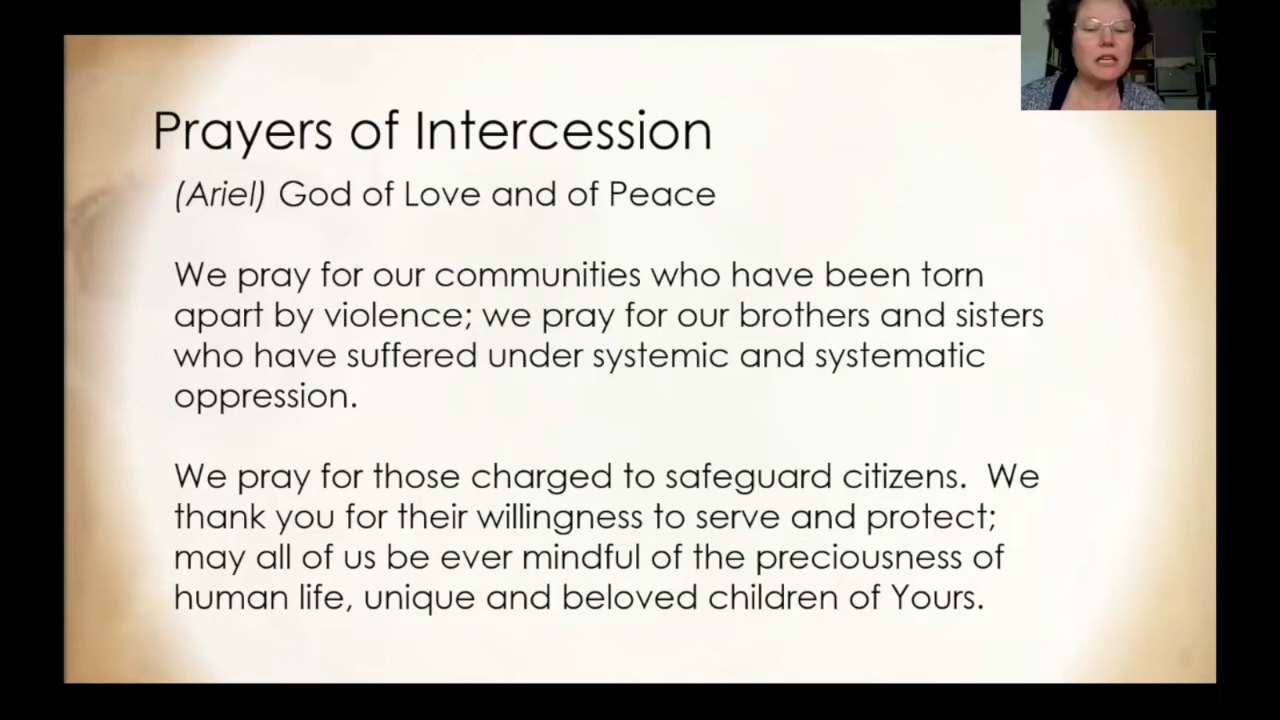 Prayers of Intercession
(Ariel) God of Love and of Peace
We pray for our communities who have been torn
apart by violence; we pray for our brothers and sisters
who have suffered under systemic and systematic
oppression.
We pray for those charged to safeguard citizens.  We
thank you for their willingness to serve and protect;
may all of us be ever mindful of the preciousness of
human life, unique and beloved children of Yours.